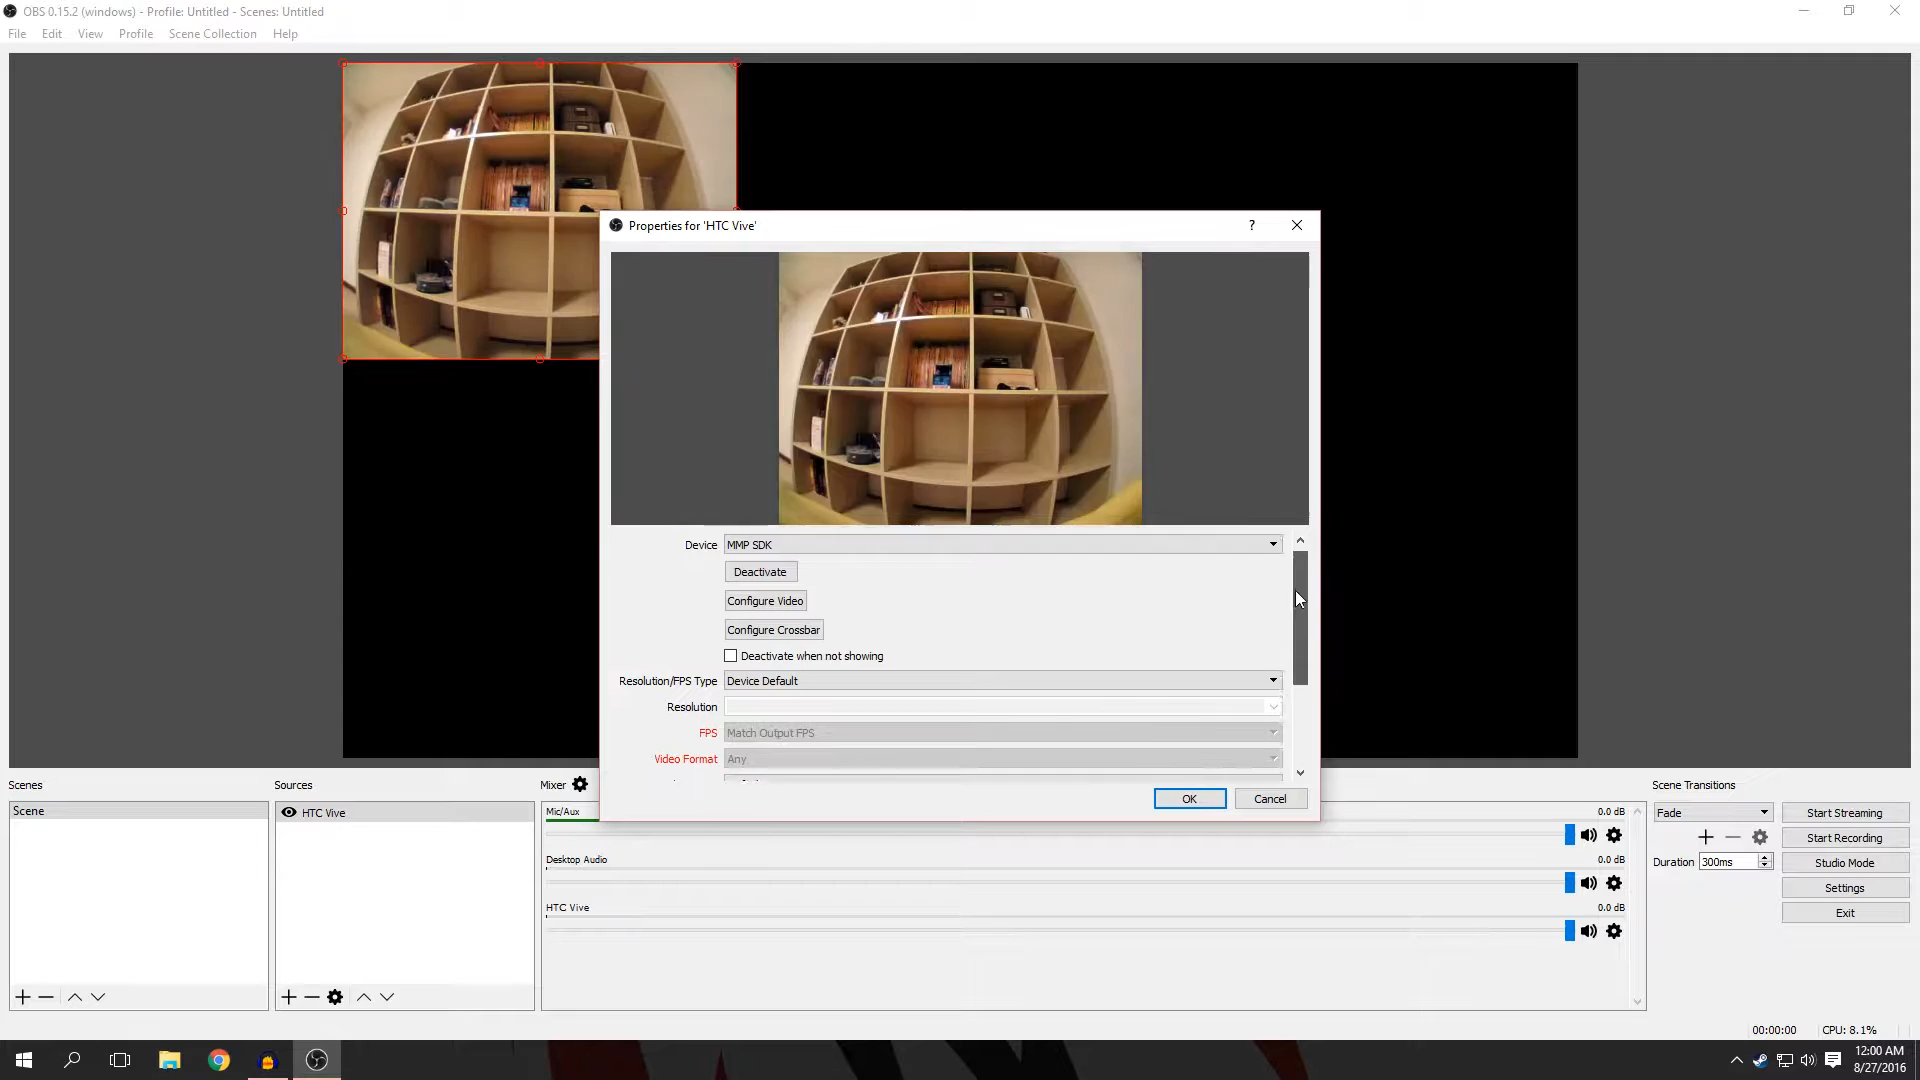 OBS 0.15.2 (windows) - Profile: Untitled - Scenes: Untitled
File Edit View Profile Scene Collection Help
Properties for 'HTC Vive'
?
Device MMP SDK
Deactivate
Configure Video
Configure Crossbar
Deactivate when not showing
Resolution/FPS Type Device Default
Resolution
FPS Match Output FPS
Video Format Any
OK Cancel
Scenes
Scene
Sources
HTC Vive
Mixer
Mic/Aux 0.0 dB
Desktop Audio 0.0 dB
HTC Vive 0.0 dB
Scene Transitions
Fade
Duration 300ms
Start Streaming
Start Recording
Studio Mode
Settings
Exit
00:00:00 CPU: 8.1%
12:00 AM
8/27/2016